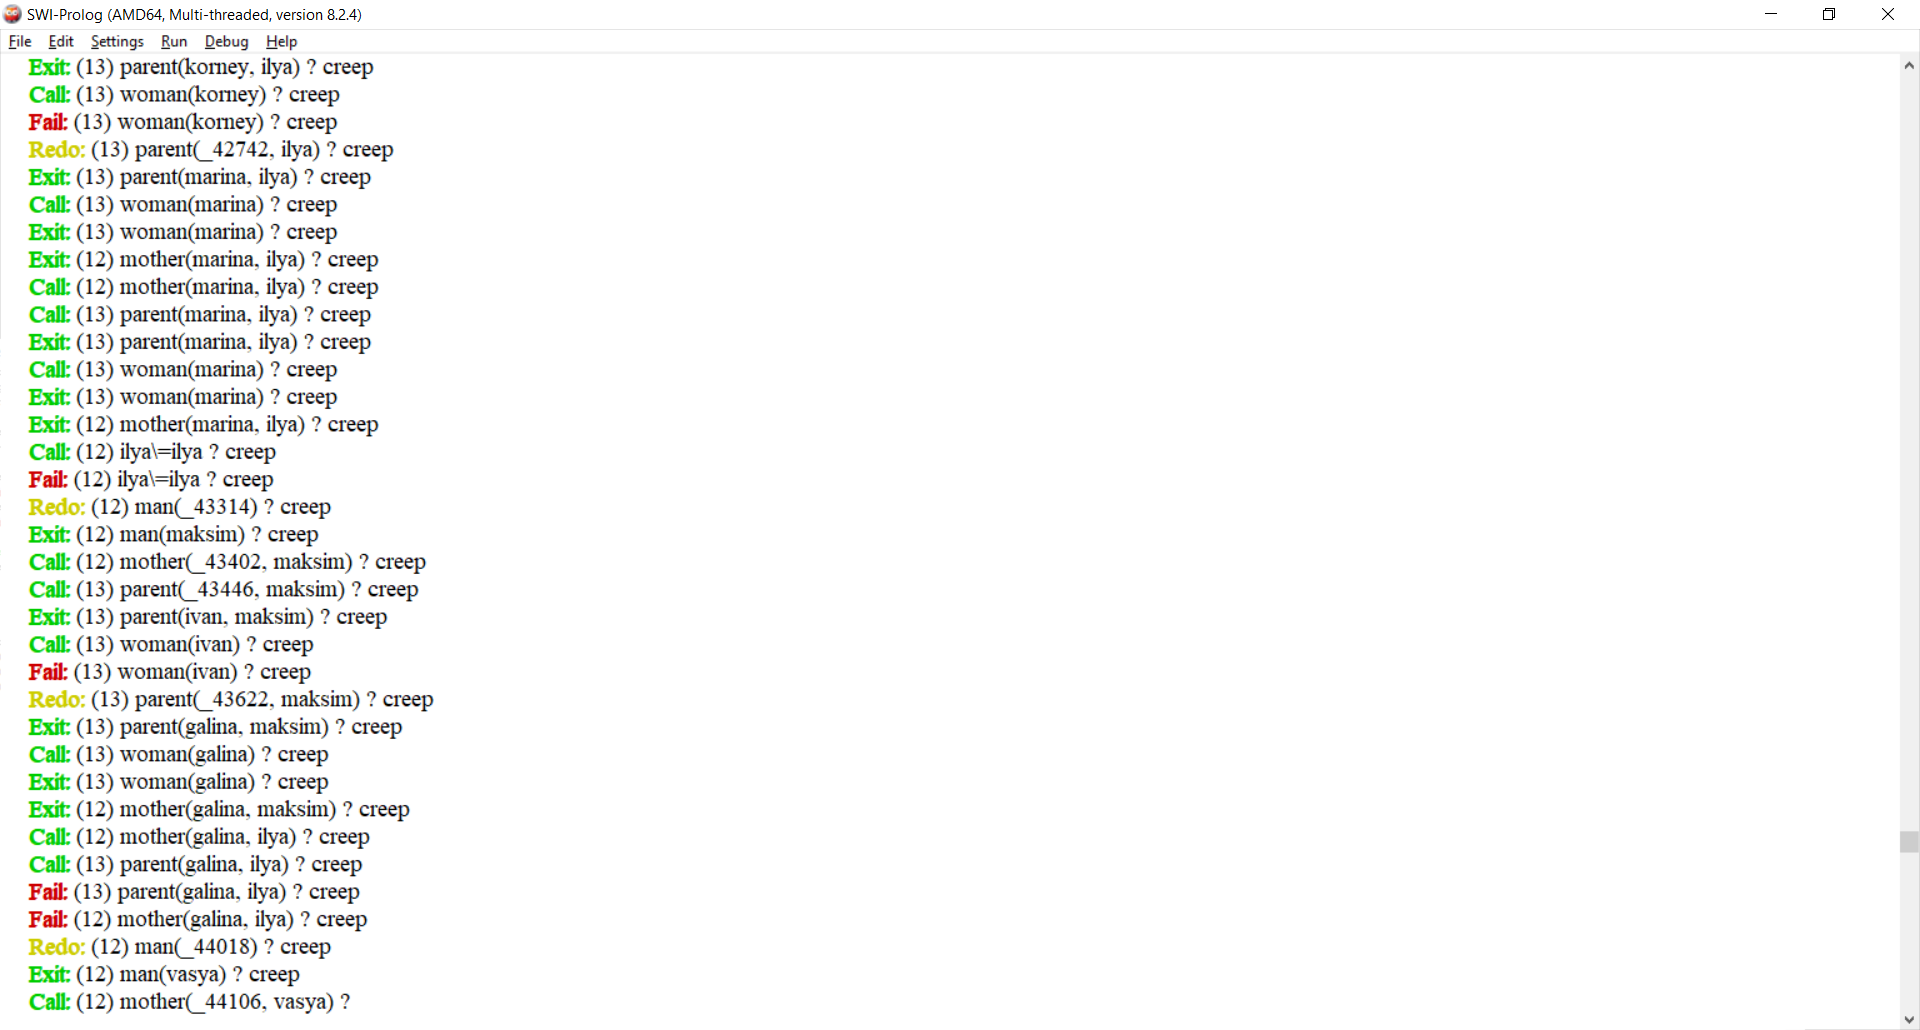 SWI-Prolog (AMD64, Multi-threaded, version 8.2.4)
File Edit Settings Run Debug Help
Exit: (13) parent(korney, ilya) ? creep
Call: (13) woman(korney) ? creep
Fail: (13) woman(korney) ? creep
Redo: (13) parent(_42742, ilya) ? creep
Exit: (13) parent(marina, ilya) ? creep
Call: (13) woman(marina) ? creep
Exit: (13) woman(marina) ? creep
Exit: (12) mother(marina, ilya) ? creep
Call: (12) mother(marina, ilya) ? creep
Call: (13) parent(marina, ilya) ? creep
Exit: (13) parent(marina, ilya) ? creep
Call: (13) woman(marina) ? creep
Exit: (13) woman(marina) ? creep
Exit: (12) mother(marina, ilya) ? creep
Call: (12) ilya\=ilya ? creep
Fail: (12) ilya\=ilya ? creep
Redo: (12) man(_43314) ? creep
Exit: (12) man(maksim) ? creep
Call: (12) mother(_43402, maksim) ? creep
Call: (13) parent(_43446, maksim) ? creep
Exit: (13) parent(ivan, maksim) ? creep
Call: (13) woman(ivan) ? creep
Fail: (13) woman(ivan) ? creep
Redo: (13) parent(_43622, maksim) ? creep
Exit: (13) parent(galina, maksim) ? creep
Call: (13) woman(galina) ? creep
Exit: (13) woman(galina) ? creep
Exit: (12) mother(galina, maksim) ? creep
Call: (12) mother(galina, ilya) ? creep
Call: (13) parent(galina, ilya) ? creep
Fail: (13) parent(galina, ilya) ? creep
Fail: (12) mother(galina, ilya) ? creep
Redo: (12) man(_44018) ? creep
Exit: (12) man(vasya) ? creep
Call: (12) mother(_44106, vasya) ?